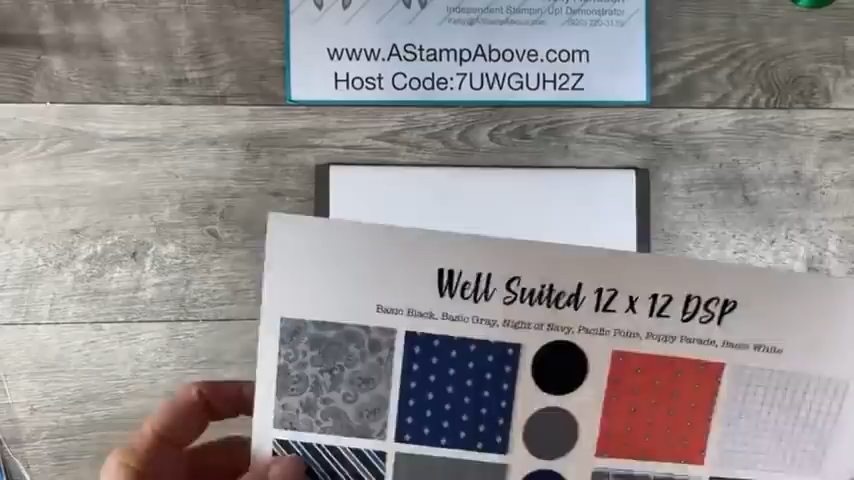 Independent Stampin' Up! Demonstrator
www.AStampAbove.com
Host Code:7UWGUH2Z
Well Suited 12 x 12 DSP
Basic Black, Basic Gray, Night of Navy, Pacific Point, Poppy Parade, Basic White